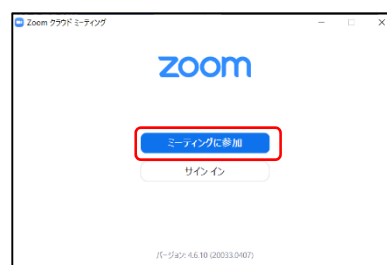 Zoom クラウド ミーティング
zoom
ミーティングに参加
サインイン
バージョン: 4.6.10 (20033.0407)